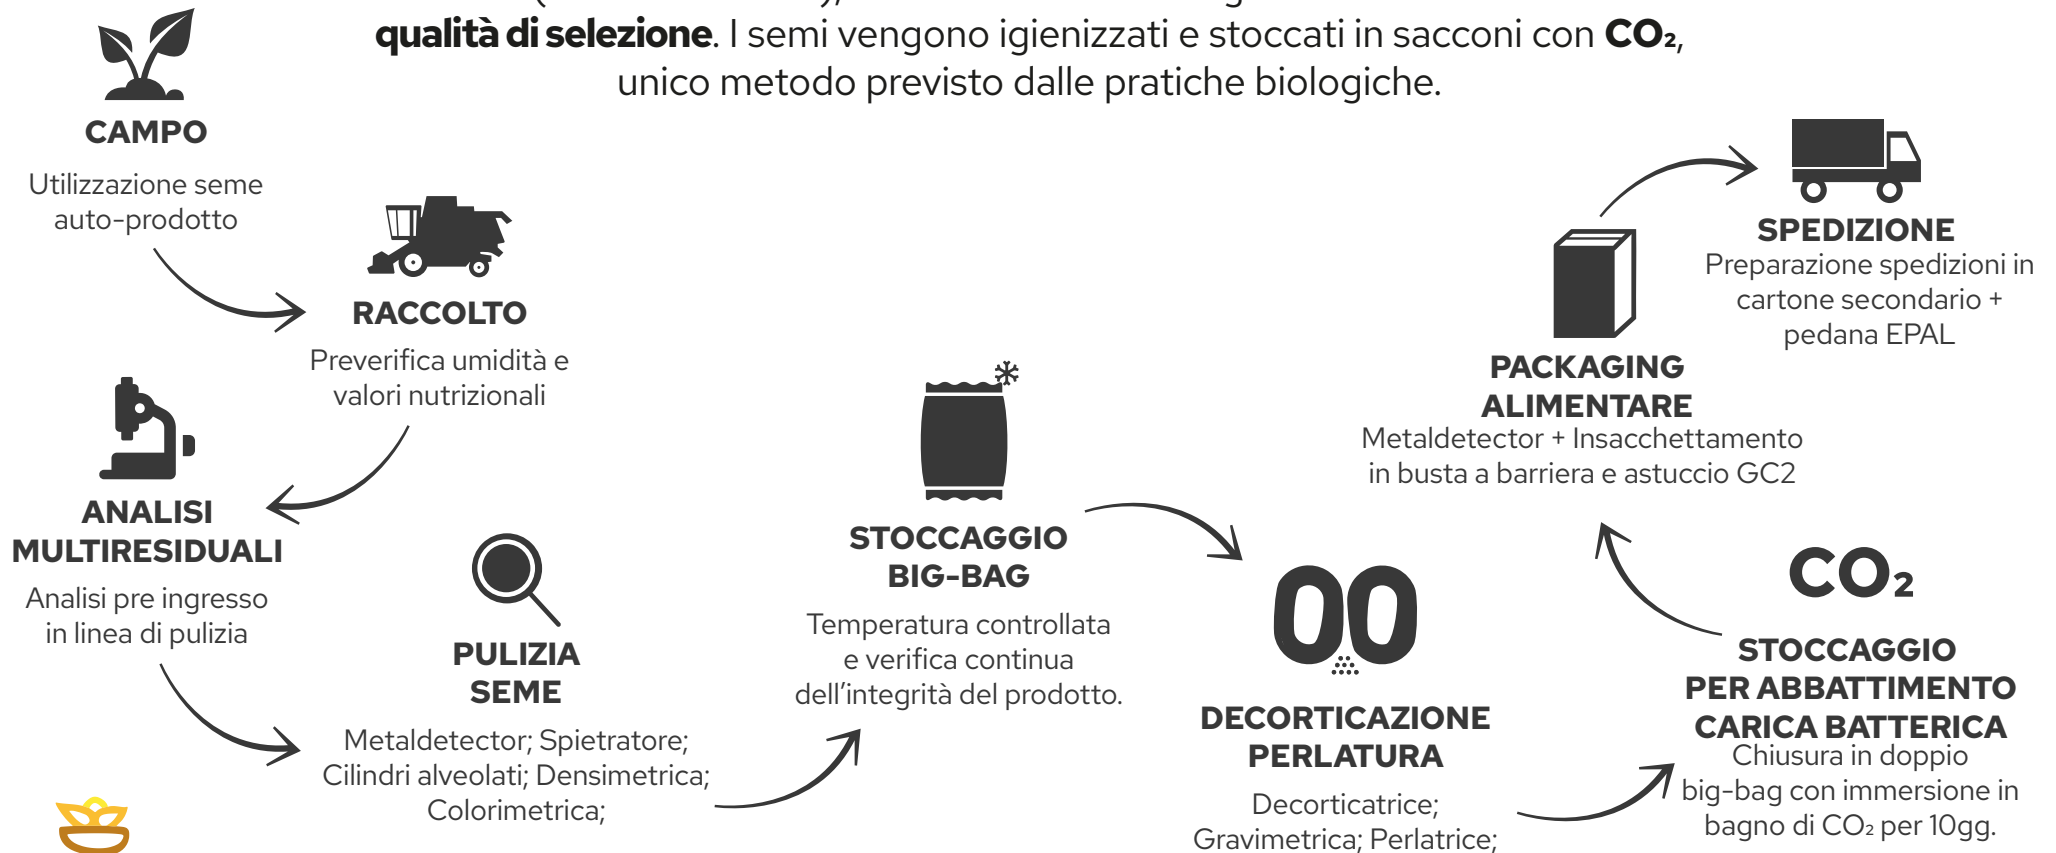 qualità di selezione. I semi vengono igienizzati e stoccati in sacconi con CO₂,
unico metodo previsto dalle pratiche biologiche.
CAMPO
Utilizzazione seme
auto-prodotto
RACCOLTO
Preverifica umidità e
valori nutrizionali
ANALISI
MULTIRESIDUALI
Analisi pre ingresso
in linea di pulizia
PULIZIA
SEME
Metaldetector; Spietratore;
Cilindri alveolati; Densimetrica;
Colorimetrica;
STOCCAGGIO
BIG-BAG
Temperatura controllata
e verifica continua
dell'integrità del prodotto.
DECORTICAZIONE
PERLATURA
Decorticatrice;
Gravimetrica; Perlatrice;
CO₂
STOCCAGGIO
PER ABBATTIMENTO
CARICA BATTERICA
Chiusura in doppio
big-bag con immersione in
bagno di CO₂ per 10gg.
PACKAGING
ALIMENTARE
Metaldetector + Insacchettamento
in busta a barriera e astuccio GC2
SPEDIZIONE
Preparazione spedizioni in
cartone secondario +
pedana EPAL